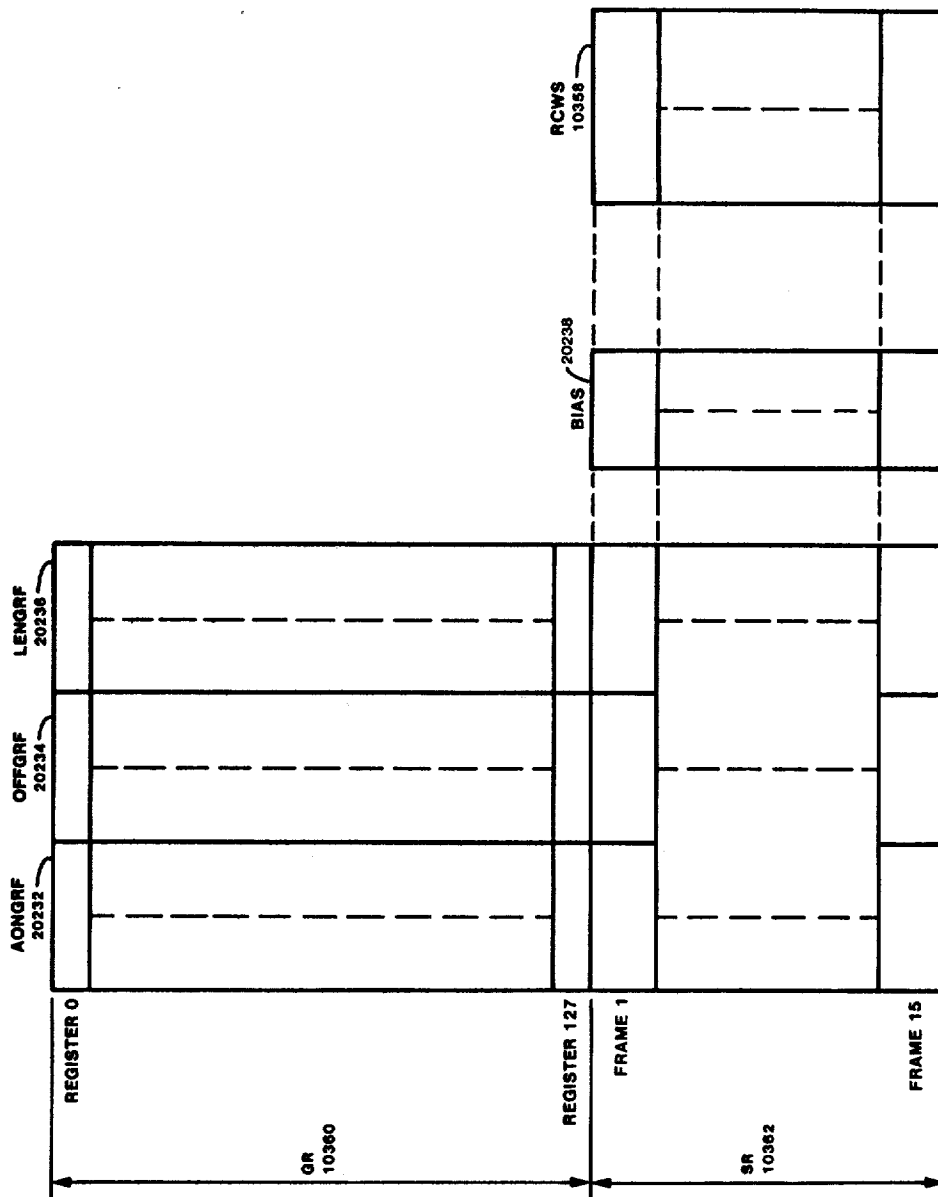 AONGRF
20232
OFFGRF
20234
LENGRF
20236
BIAS
20238
RCWS
10358
REGISTER 0
GR
10360
REGISTER 127
FRAME 1
SR
10362
FRAME 15